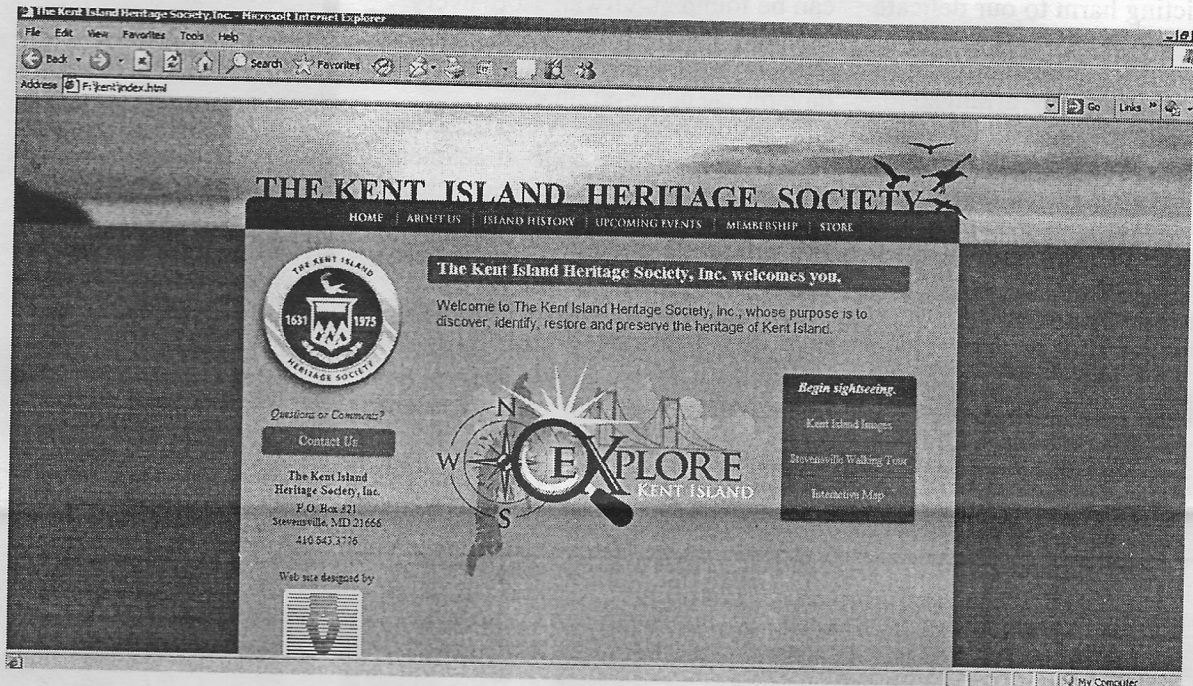 icting harm to our
The Kent Island Heritage Society, Inc. - Microsoft Internet Explorer
File Edit View Favorites Tools Help
Back Search Favorites
Address F:\kent\index.html Go Links »
THE KENT ISLAND HERITAGE SOCIETY
HOME | ABOUT US | ISLAND HISTORY | UPCOMING EVENTS | MEMBERSHIP | STORE
THE KENT ISLAND
1631 1975
HERITAGE SOCIETY
The Kent Island Heritage Society, Inc. welcomes you.
Welcome to The Kent Island Heritage Society, Inc., whose purpose is to
discover, identify, restore and preserve the heritage of Kent Island.
Questions or Comments?
Contact Us
The Kent Island
Heritage Society, Inc.
P.O. Box 321
Stevensville, MD 21666
Web site designed by
N
W
S
EXPLORE
KENT ISLAND
Begin sightseeing.
Kent Island Images
Stevensville Walking Tour
Interactive Map
My Computer